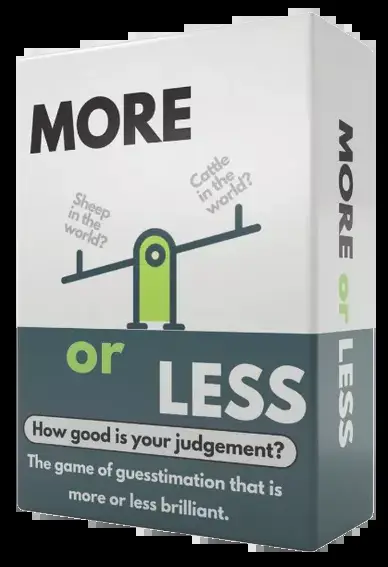 MORE
Sheep
in the
world?
Cattle
in the
world?
or
LESS
How good is your judgement?
The game of guesstimation that is
more or less brilliant.
MORE or LESS